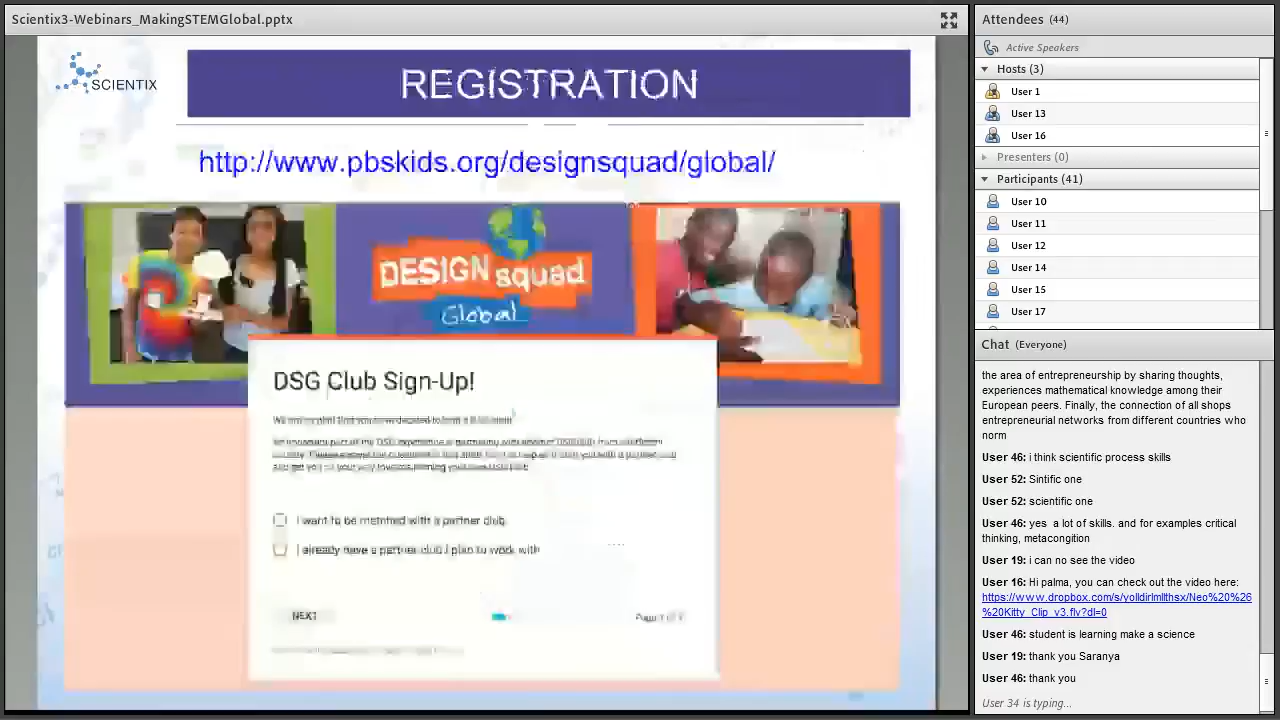 Scientix3-Webinars_MakingSTEMGlobal.pptx
SCIENTIX
REGISTRATION
http://www.pbskids.org/designsquad/global/
DESIGN squad
Global
DSG Club Sign-Up!
I want to be matched with a partner club
I already have a partner club I plan to work with
NEXT
Attendees (44)
Active Speakers
Hosts (3)
User 1
User 13
User 16
Presenters (0)
Participants (41)
User 10
User 11
User 12
User 14
User 15
User 17
Chat (Everyone)
the area of entrepreneurship by sharing thoughts,
experiences mathematical knowledge among their
European peers. Finally, the connection of all shops
entrepreneurial networks from different countries who
norm
User 46: i think scientific process skills
User 52: Sintific one
User 52: scientific one
User 46: yes a lot of skills. and for examples critical
thinking, metacongition
User 19: i can no see the video
User 16: Hi palma, you can check out the video here:
https://www.dropbox.com/s/yolldirlmllthsx/Neo%20%26
%20Kitty_Clip_v3.flv?dl=0
User 46: student is learning make a science
User 19: thank you Saranya
User 46: thank you
User 34 is typing...